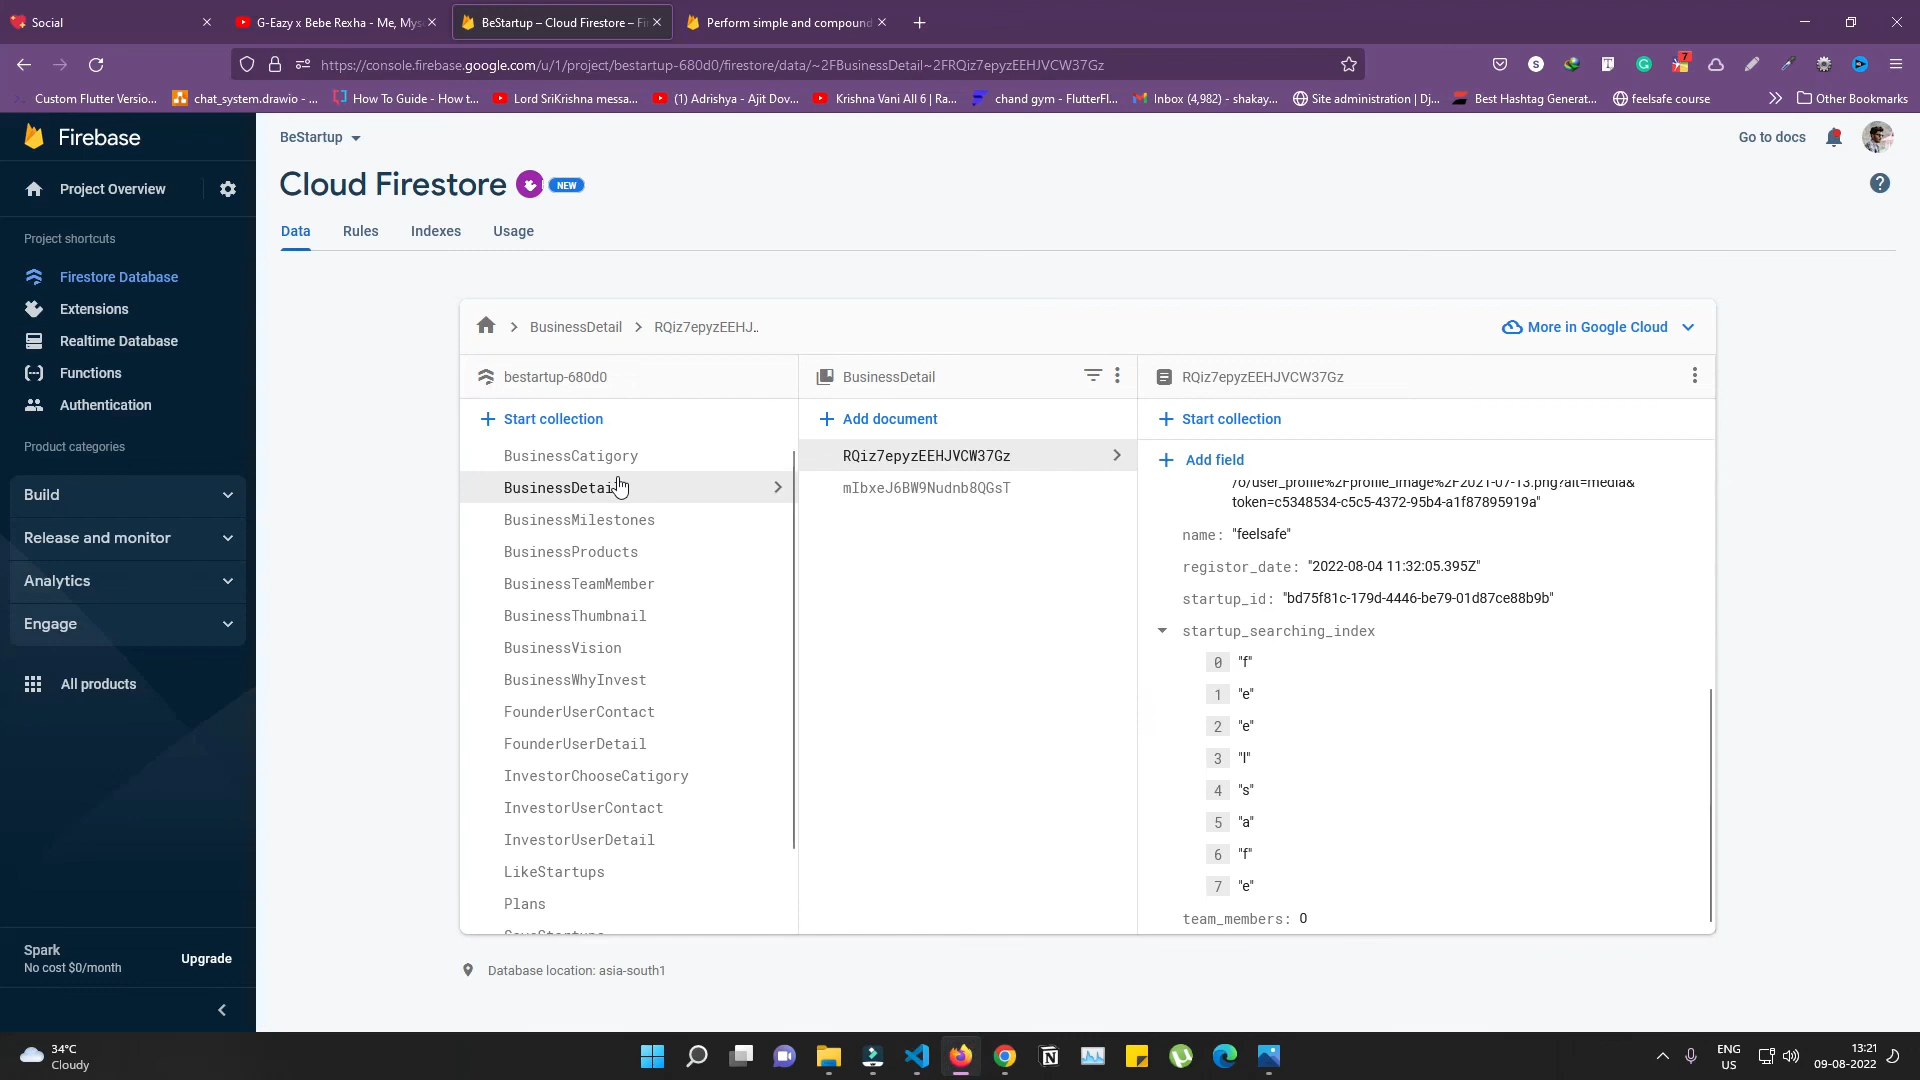 Social
G-Eazy x Bebe Rexha - Me, Mys
BeStartup – Cloud Firestore – Fi
Perform simple and compound
https://console.firebase.google.com/u/1/project/bestartup-680d0/firestore/data/~2FBusinessDetail~2FRQiz7epyzEEHJVCW37Gz
S
7
Custom Flutter Versio...
chat_system.drawio - ...
How To Guide - How t...
Lord SriKrishna messa...
(1) Adrishya - Ajit Dov...
Krishna Vani All 6 | Ra...
chand gym - FlutterFl...
Inbox (4,982) - shakay...
Site administration | Dj...
Best Hashtag Generat...
feelsafe course
Other Bookmarks
Firebase
BeStartup
Go to docs
Project Overview
Cloud Firestore
NEW
Data
Rules
Indexes
Usage
Project shortcuts
Firestore Database
Extensions
Realtime Database
Functions
Authentication
Product categories
Build
Release and monitor
Analytics
Engage
All products
Spark
No cost $0/month
Upgrade
BusinessDetail
RQiz7epyzEEHJ..
More in Google Cloud
bestartup-680d0
Start collection
BusinessCatigory
BusinessDetail
BusinessMilestones
BusinessProducts
BusinessTeamMember
BusinessThumbnail
BusinessVision
BusinessWhyInvest
FounderUserContact
FounderUserDetail
InvestorChooseCatigory
InvestorUserContact
InvestorUserDetail
LikeStartups
Plans
SaveStartups
BusinessDetail
Add document
RQiz7epyzEEHJVCW37Gz
mIbxeJ6BW9Nudnb8QGsT
RQiz7epyzEEHJVCW37Gz
Start collection
Add field
/o/user_profile%2Fprofile_image%2F2021-07-13.png?alt=media&
token=c5348534-c5c5-4372-95b4-a1f87895919a"
name: "feelsafe"
registor_date: "2022-08-04 11:32:05.395Z"
startup_id: "bd75f81c-179d-4446-be79-01d87ce88b9b"
startup_searching_index
0 "f"
1 "e"
2 "e"
3 "l"
4 "s"
5 "a"
6 "f"
7 "e"
team_members: 0
Database location: asia-south1
34°C
Cloudy
ENG
US
13:21
09-08-2022